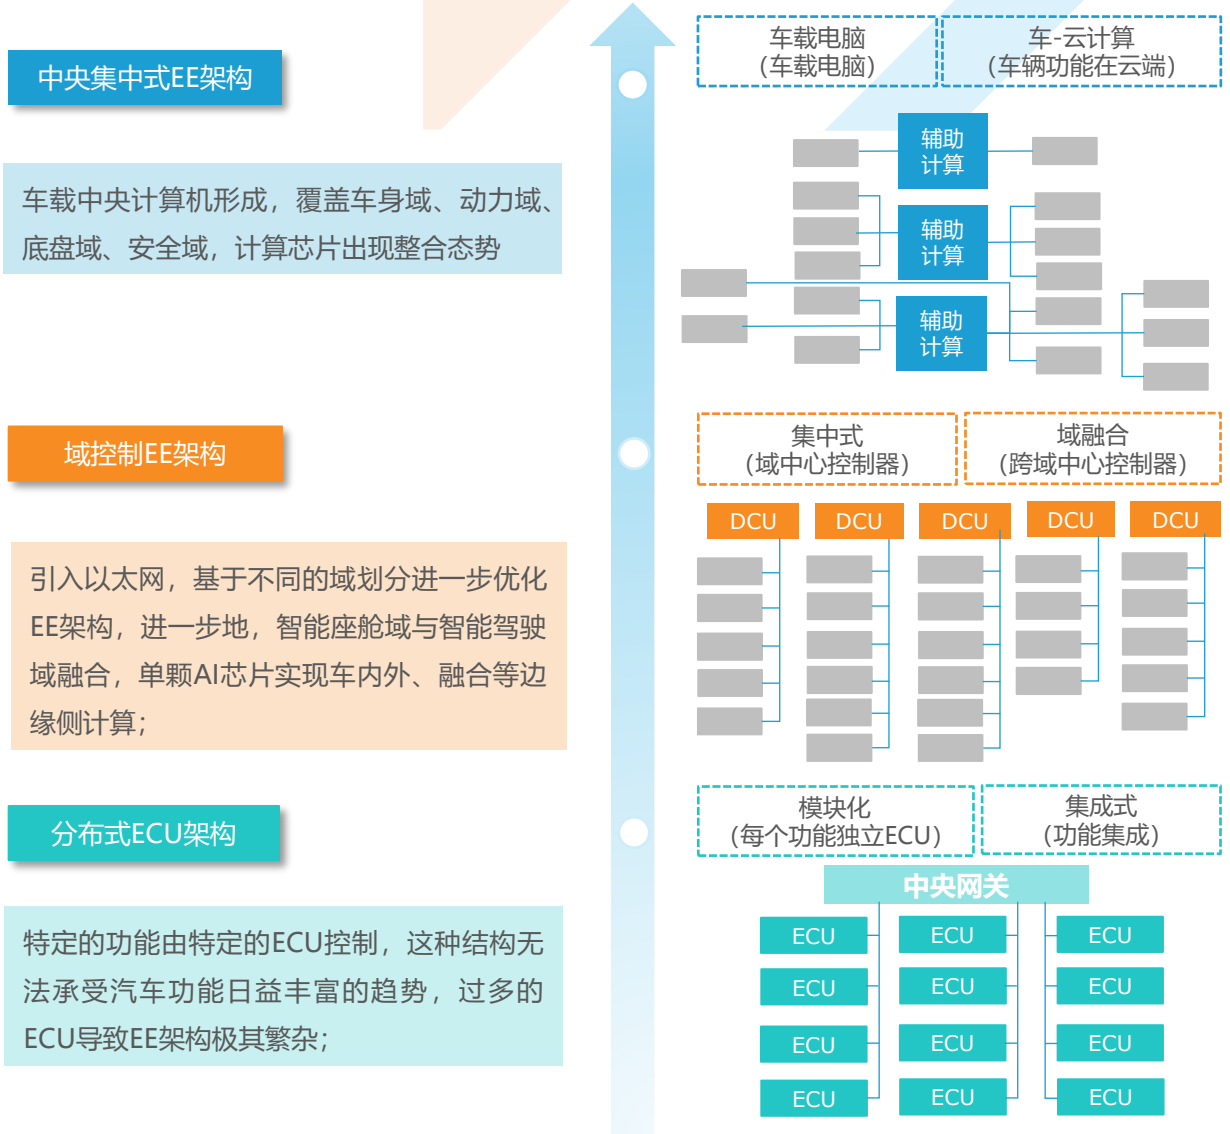 中央集中式EE架构
车载中央计算机形成，覆盖车身域、动力域、
底盘域、安全域，计算芯片出现整合态势
车载电脑
（车载电脑）
车-云计算
（车辆功能在云端）
辅助
计算
辅助
计算
辅助
计算
域控制EE架构
引入以太网，基于不同的域划分进一步优化
EE架构，进一步地，智能座舱域与智能驾驶
域融合，单颗AI芯片实现车内外、融合等边
缘侧计算；
集中式
（域中心控制器）
域融合
（跨域中心控制器）
DCU
DCU
DCU
DCU
DCU
分布式ECU架构
特定的功能由特定的ECU控制，这种结构无
法承受汽车功能日益丰富的趋势，过多的
ECU导致EE架构极其繁杂；
模块化
（每个功能独立ECU）
集成式
（功能集成）
中央网关
ECU
ECU
ECU
ECU
ECU
ECU
ECU
ECU
ECU
ECU
ECU
ECU